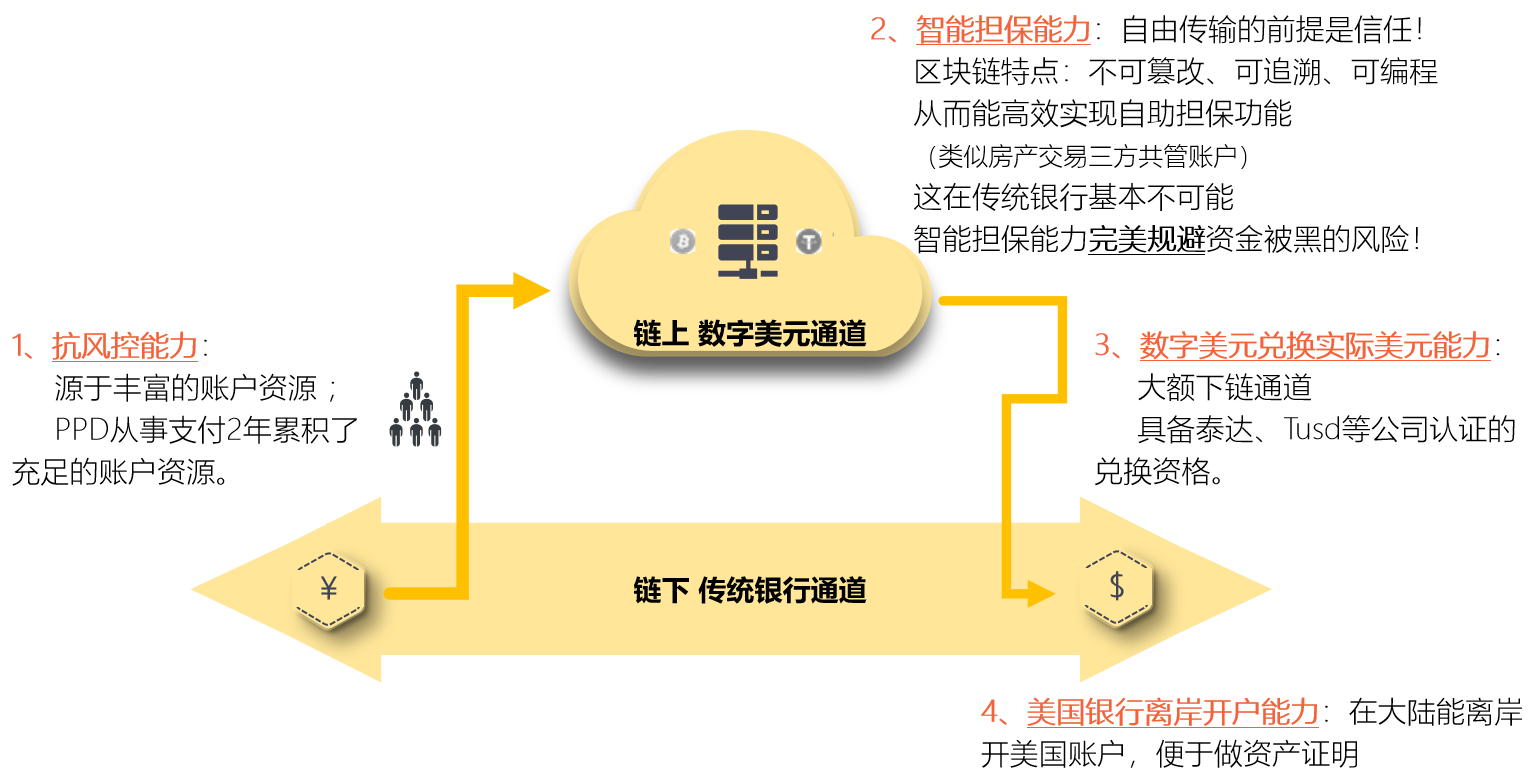 2、智能担保能力：自由传输的前提是信任！
区块链特点：不可篡改、可追溯、可编程
从而能高效实现自助担保功能
（类似房产交易三方共管账户）
这在传统银行基本不可能
智能担保能力完美规避资金被黑的风险！
链上 数字美元通道
1、抗风控能力：
源于丰富的账户资源；
PPD从事支付2年累积了
充足的账户资源。
3、数字美元兑换实际美元能力：
大额下链通道
具备泰达、Tusd等公司认证的
兑换资格。
¥
链下 传统银行通道
$
4、美国银行离岸开户能力：在大陆能离岸
开美国账户，便于做资产证明